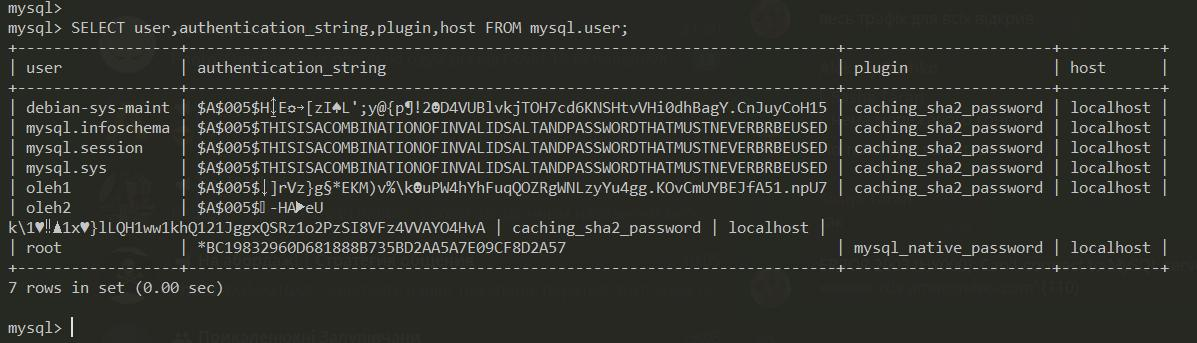 mysql>
mysql> SELECT user,authentication_string,plugin,host FROM mysql.user;
| user | authentication_string | plugin | host |
| debian-sys-maint | $A$005$H E☼→[zI♠L';y@{p¶!2☻D4VUBlvkjTOH7cd6KNSHtvVHi0dhBagY.CnJuyCoH15 | caching_sha2_password | localhost |
| mysql.infoschema | $A$005$THISISACOMBINATIONOFINVALIDSALTANDPASSWORDTHATMUSTNEVERBRBEUSED | caching_sha2_password | localhost |
| mysql.session | $A$005$THISISACOMBINATIONOFINVALIDSALTANDPASSWORDTHATMUSTNEVERBRBEUSED | caching_sha2_password | localhost |
| mysql.sys | $A$005$THISISACOMBINATIONOFINVALIDSALTANDPASSWORDTHATMUSTNEVERBRBEUSED | caching_sha2_password | localhost |
| oleh1 | $A$005$ ]rVz}g§*EKM)v%\k☻uPW4hYhFuqQOZRgWNLzyYu4gg.KOvCmUYBEJfA51.npU7 | caching_sha2_password | localhost |
| oleh2 | $A$005$ -HA►eU
k\1♥‼♟1x♥}lLQH1ww1khQ121JggxQSRz1o2PzSI8VFz4VVAYO4HvA | caching_sha2_password | localhost |
| root | *BC19832960D681888B735BD2AA5A7E09CF8D2A57 | mysql_native_password | localhost |
7 rows in set (0.00 sec)
mysql>